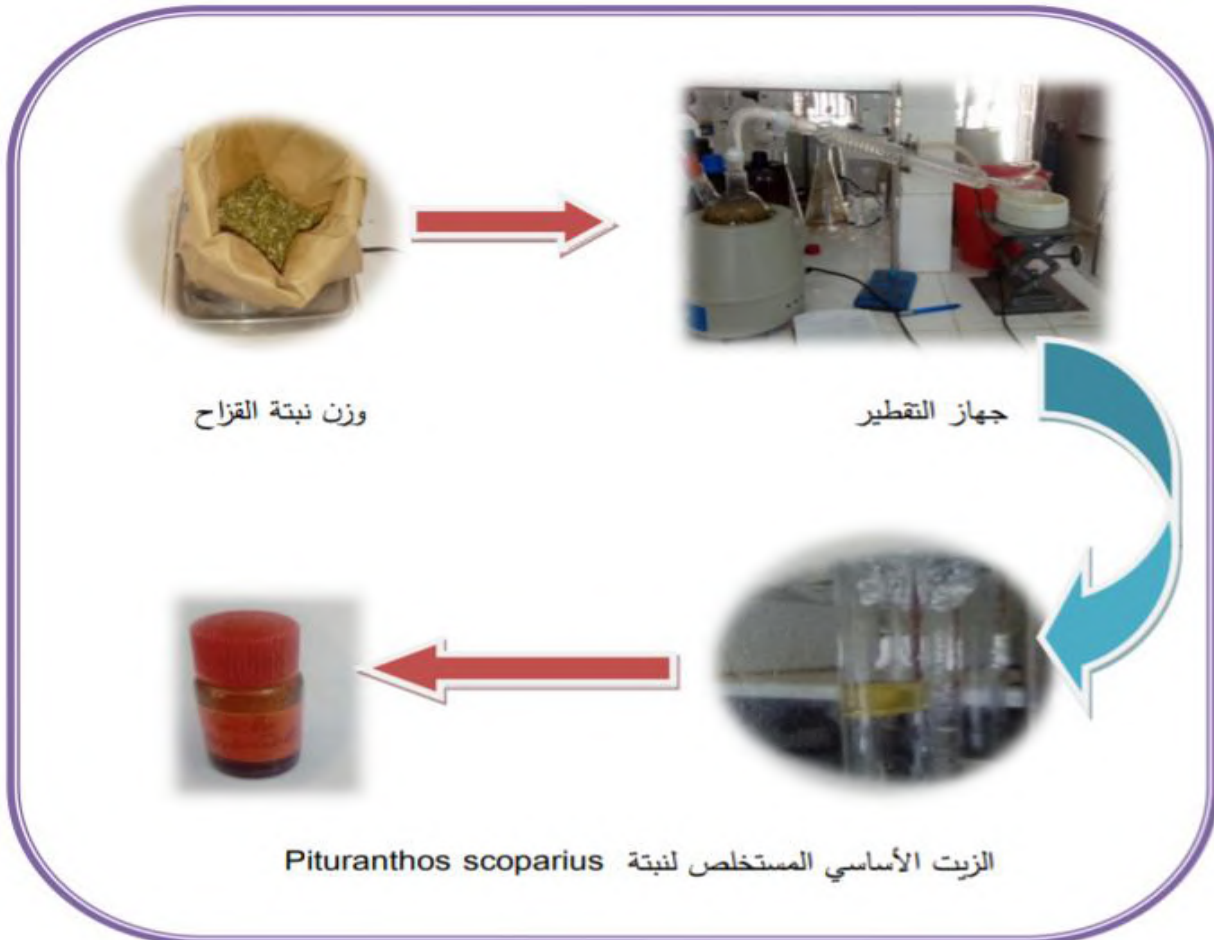 وزن نبتة القزاح
جهاز التقطير
الزيت الأساسي المستخلص لنبتة Pituranthos scoparius